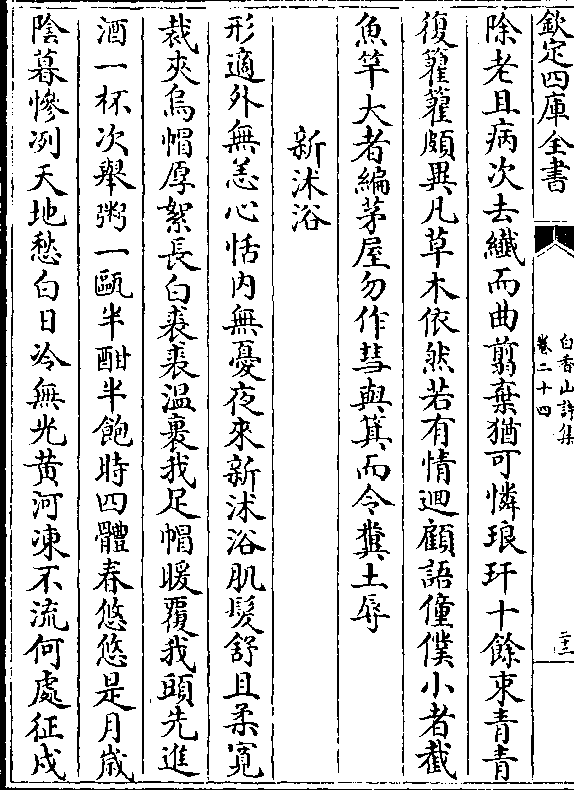 欽定四庫全書
白香山詩集
卷二十四
二十三
除老且病次去纖而曲翦棄猶可憐琅玕十餘束青青
復籊籊頗異凡草木依然若有情迴顧語僮僕小者截
魚竿大者編茅屋勿作彗與箕而令糞土辱
新沐浴
形適外無恙心恬内無憂夜來新沭浴肌髮舒且柔寛
裁夾烏帽厚絮長白裘裘温裹我足帽暖覆我頭先進
酒一杯次舉粥一甌半酣半飽時四體春悠悠是月歲
陰暮慘冽天地愁白日冷無光黄河凍不流何處征戍